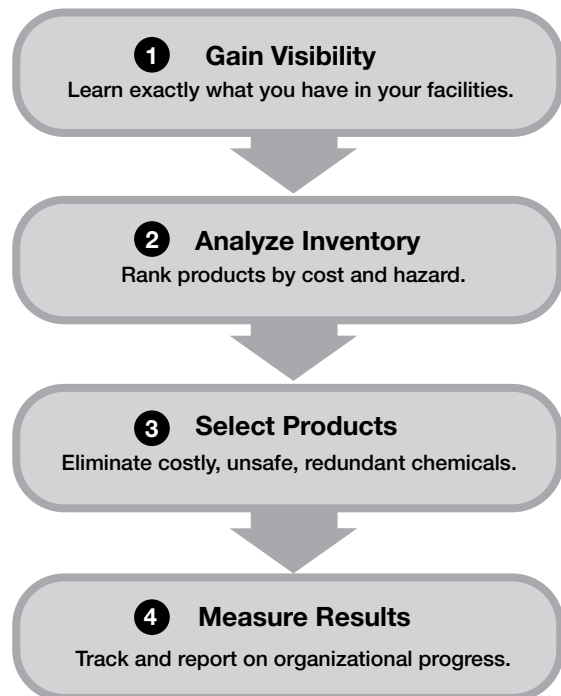 1 Gain Visibility
Learn exactly what you have in your facilities.
2 Analyze Inventory
Rank products by cost and hazard.
3 Select Products
Eliminate costly, unsafe, redundant chemicals.
4 Measure Results
Track and report on organizational progress.